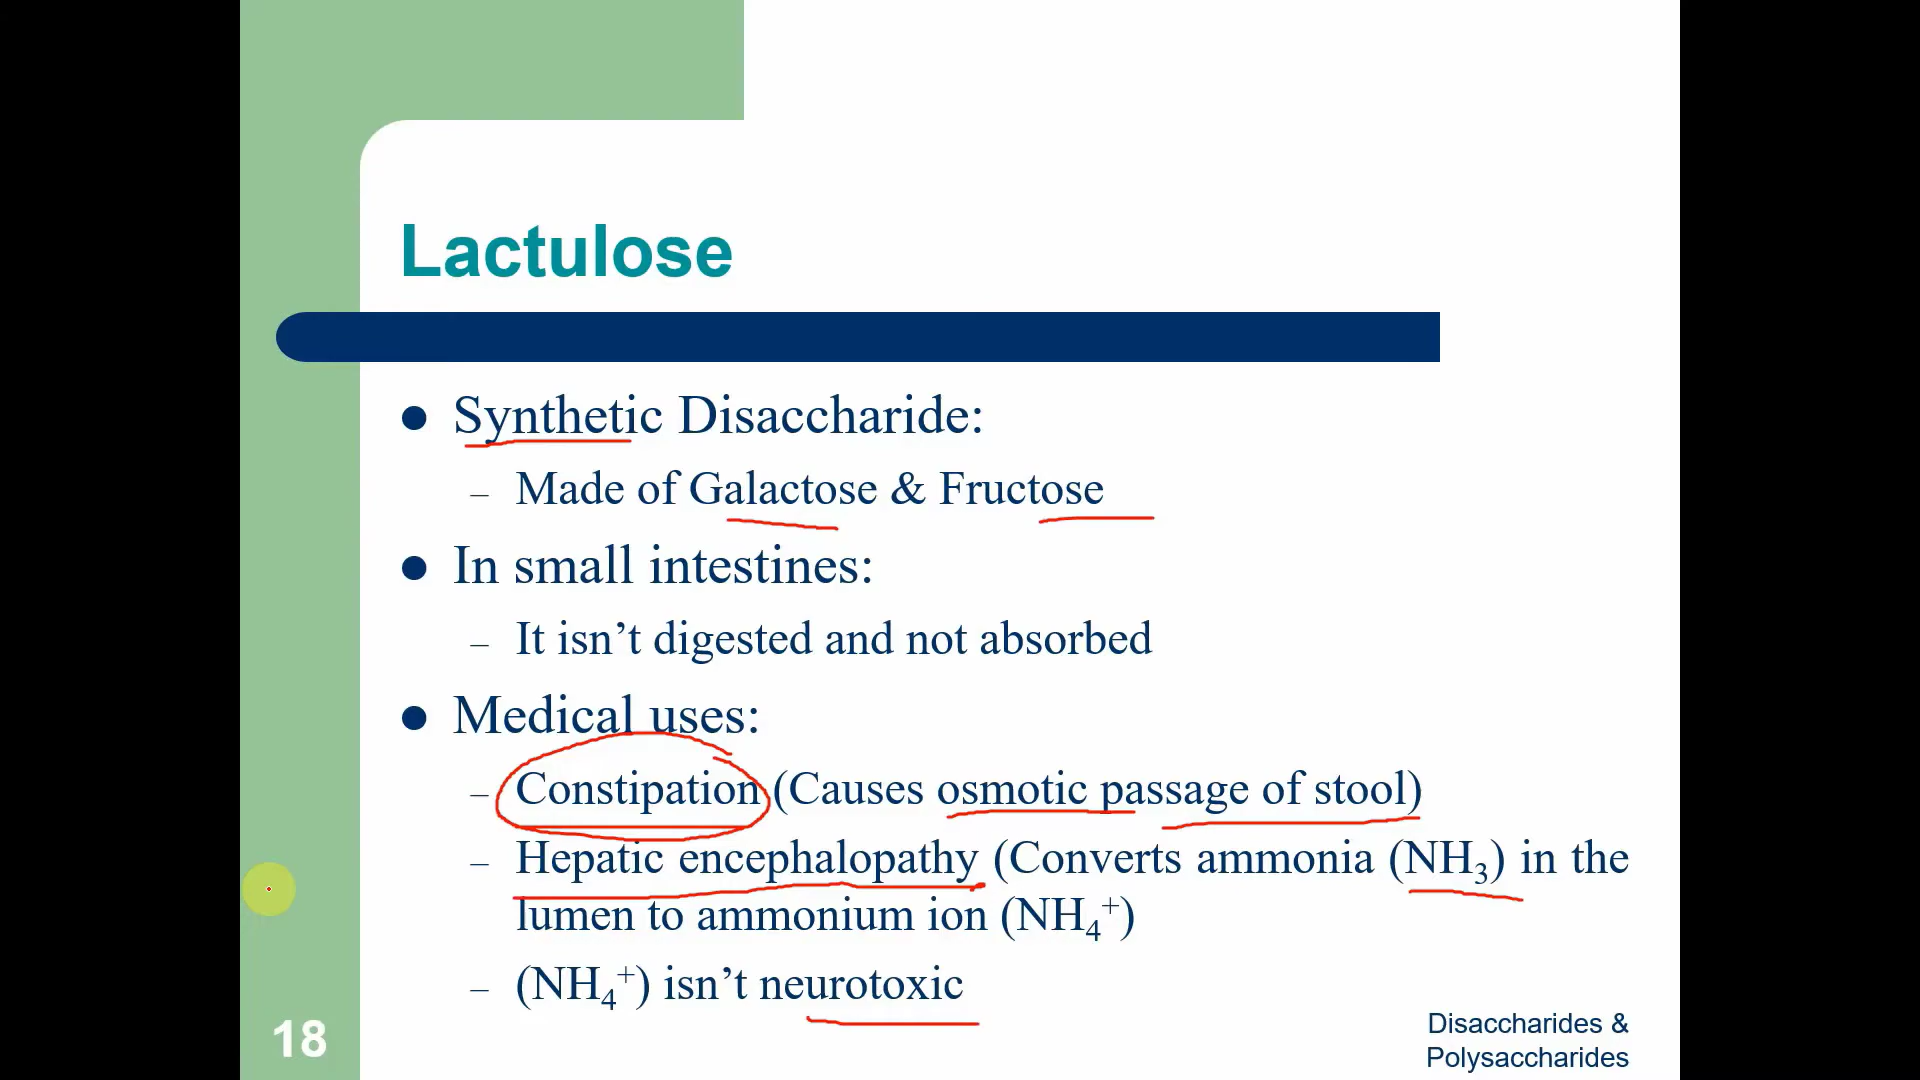 Lactulose
Synthetic Disaccharide:
– Made of Galactose & Fructose
In small intestines:
– It isn’t digested and not absorbed
Medical uses:
– Constipation (Causes osmotic passage of stool)
– Hepatic encephalopathy (Converts ammonia (NH₃) in the
lumen to ammonium ion (NH₄⁺)
– (NH₄⁺) isn’t neurotoxic
18
Disaccharides &
Polysaccharides